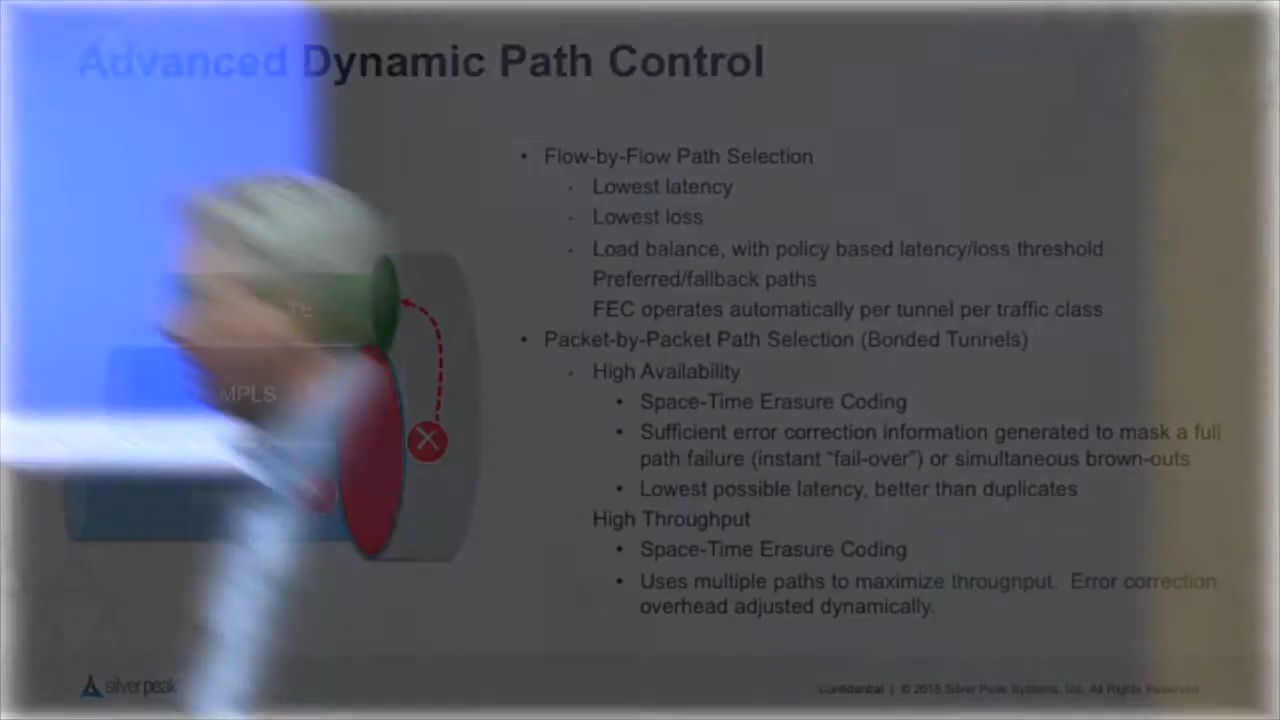 Advanced Dynamic Path Control
• Flow-by-Flow Path Selection
Lowest latency
Lowest loss
Load balance, with policy based latency/loss threshold
Preferred/fallback paths
FEC operates automatically per tunnel per traffic class
• Packet-by-Packet Path Selection (Bonded Tunnels)
High Availability
• Space-Time Erasure Coding
• Sufficient error correction information generated to mask a full
path failure (instant “fail-over”) or simultaneous brown-outs
• Lowest possible latency, better than duplicates
High Throughput
• Space-Time Erasure Coding
• Uses multiple paths to maximize throughput. Error correction
overhead adjusted dynamically.
TE
MPLS
silver peak
Confidential | © 2015 Silver Peak Systems, Inc. All Rights Reserved